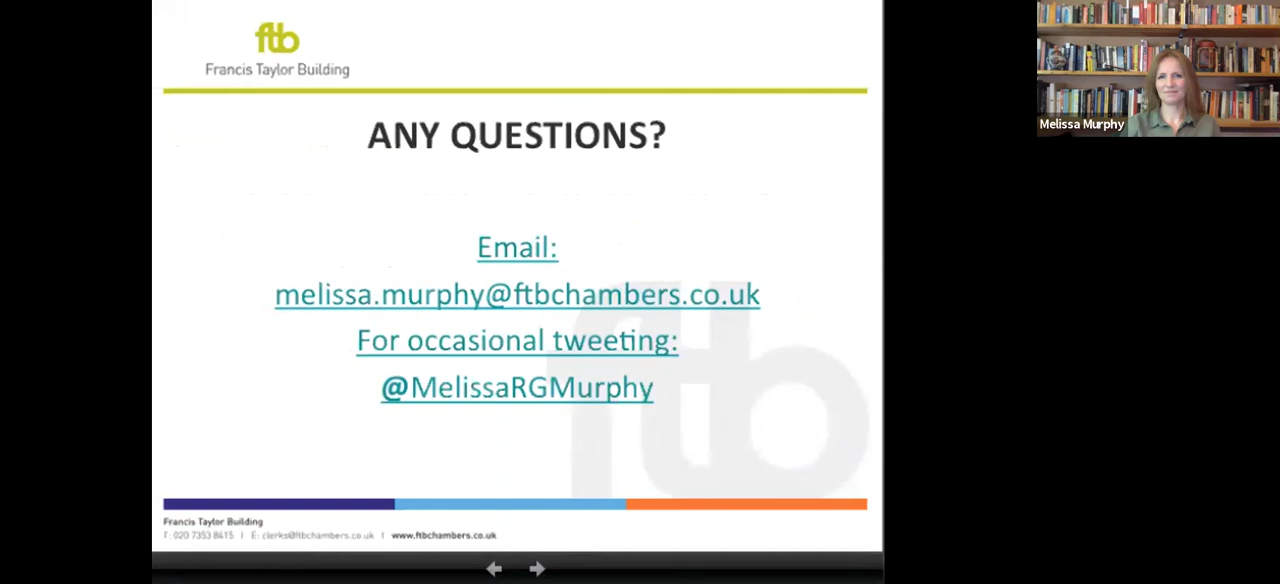 ftb
Francis Taylor Building
ANY QUESTIONS?
Email:
melissa.murphy@ftbchambers.co.uk
For occasional tweeting:
@MelissaRGMurphy
ftb
Francis Taylor Building
T: 020 7353 8415 | E: clerks@ftbchambers.co.uk | www.ftbchambers.co.uk
Melissa Murphy